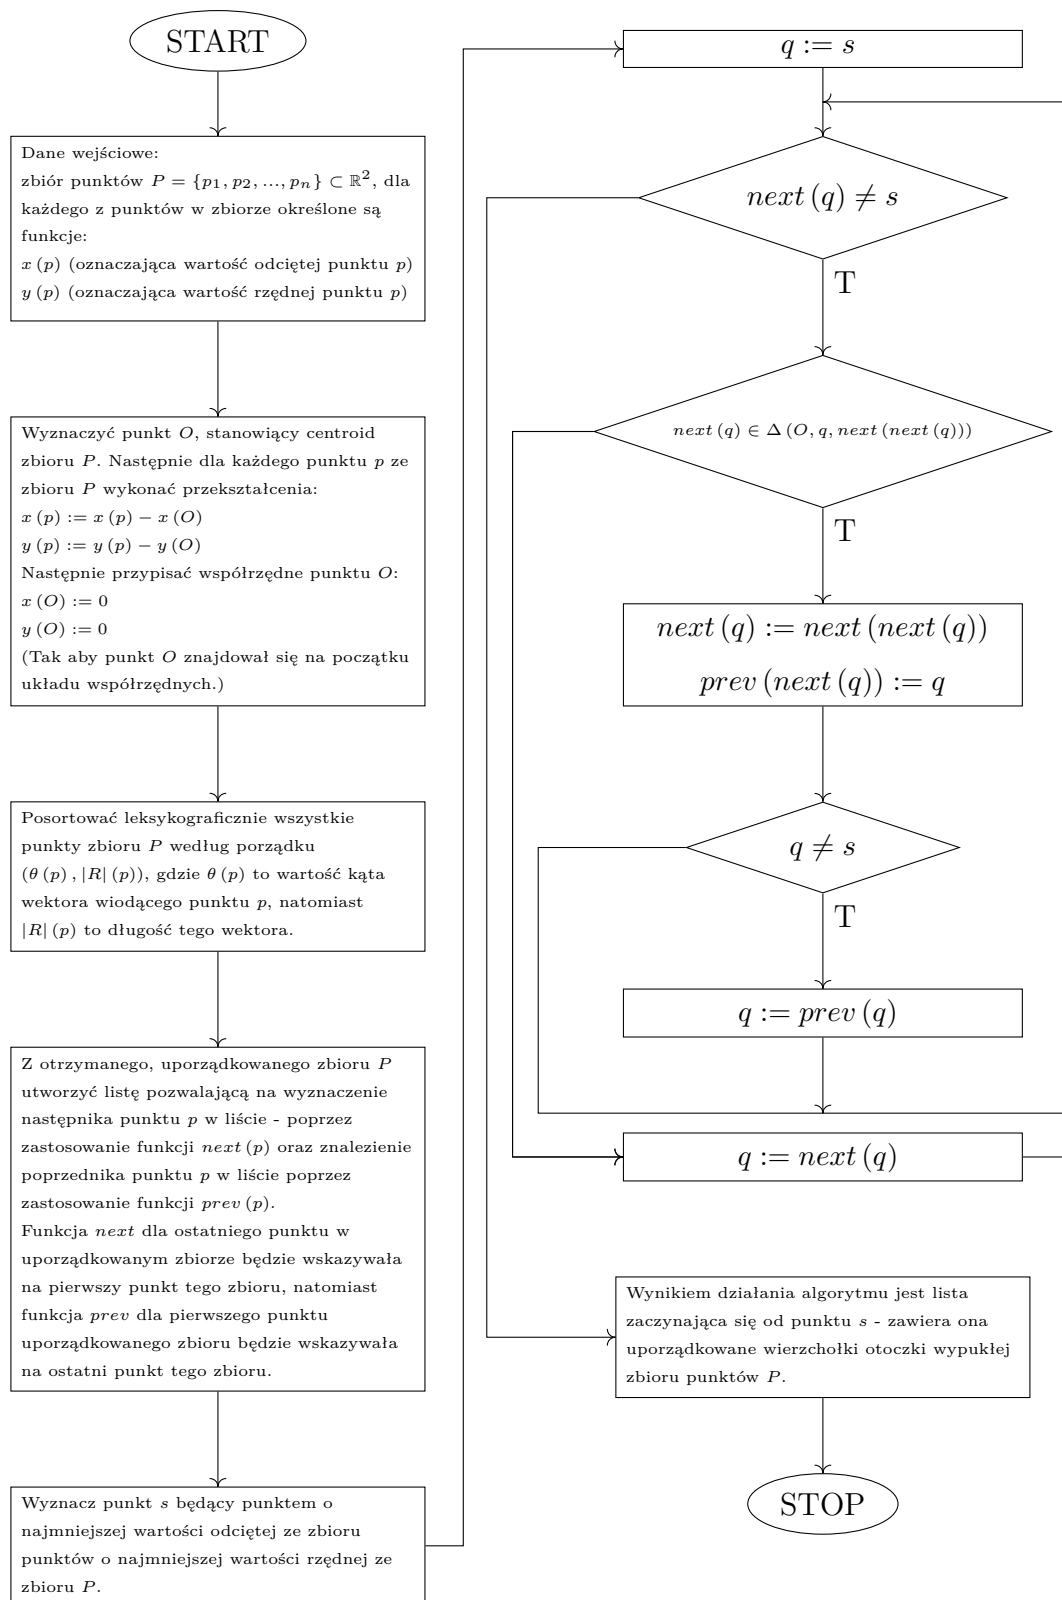 START
Dane wejściowe:
zbiór punktów P = {p₁, p₂, ..., pₙ} ⊂ ℝ², dla
każdego z punktów w zbiorze określone są
funkcje:
x (p) (oznaczająca wartość odciętej punktu p)
y (p) (oznaczająca wartość rzędnej punktu p)
Wyznaczyć punkt O, stanowiący centroid
zbioru P. Następnie dla każdego punktu p ze
zbioru P wykonać przekształcenia:
x (p) := x (p) − x (O)
y (p) := y (p) − y (O)
Następnie przypisać współrzędne punktu O:
x (O) := 0
y (O) := 0
(Tak aby punkt O znajdował się na początku
układu współrzędnych.)
Posortować leksykograficznie wszystkie
punkty zbioru P według porządku
(θ (p) , |R| (p)), gdzie θ (p) to wartość kąta
wektora wiodącego punktu p, natomiast
|R| (p) to długość tego wektora.
Z otrzymanego, uporządkowanego zbioru P
utworzyć listę pozwalającą na wyznaczenie
następnika punktu p w liście - poprzez
zastosowanie funkcji next (p) oraz znalezienie
poprzednika punktu p w liście poprzez
zastosowanie funkcji prev (p).
Funkcja next dla ostatniego punktu w
uporządkowanym zbiorze będzie wskazywała
na pierwszy punkt tego zbioru, natomiast
funkcja prev dla pierwszego punktu
uporządkowanego zbioru będzie wskazywała
na ostatni punkt tego zbioru.
Wyznacz punkt s będący punktem o
najmniejszej wartości odciętej ze zbioru
punktów o najmniejszej wartości rzędnej ze
zbioru P.
q := s
next (q) ≠ s
T
next (q) ∈ Δ (O, q, next (next (q)))
T
next (q) := next (next (q))
prev (next (q)) := q
q ≠ s
T
q := prev (q)
q := next (q)
Wynikiem działania algorytmu jest lista
zaczynająca się od punktu s - zawiera ona
uporządkowane wierzchołki otoczki wypukłej
zbioru punktów P.
STOP